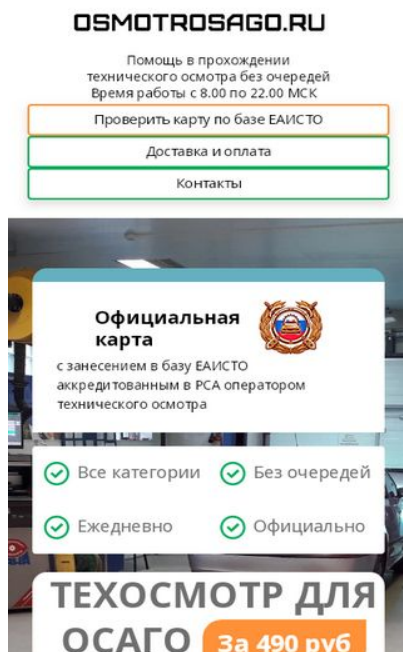 OSMOTROSAGO.RU
Помощь в прохождении
технического осмотра без очередей
Время работы с 8.00 по 22.00 МСК
Проверить карту по базе ЕАИСТО
Доставка и оплата
Контакты
Официальная
карта
с занесением в базу ЕАИСТО
аккредитованным в РСА оператором
технического осмотра
Все категории
Без очередей
Ежедневно
Официально
ТЕХОСМОТР ДЛЯ
ОСАГО За 490 руб